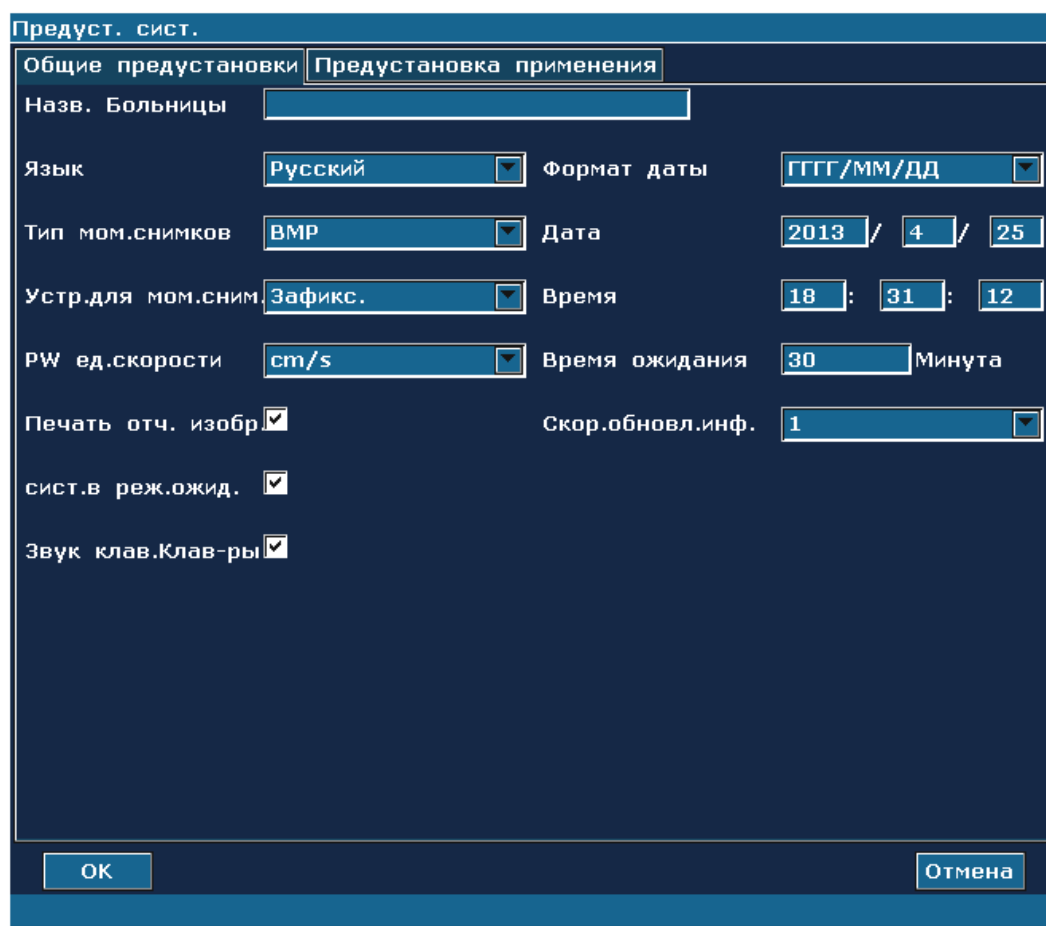 Предуст. сист.
Общие предустановки Предустановка применения
Назв. Больницы
Язык Русский Формат даты ГГГГ/ММ/ДД
Тип мом.снимков BMP Дата 2013 / 4 / 25
Устр.для мом.сним. Зафикс. Время 18 : 31 : 12
PW ед.скорости cm/s Время ожидания 30 Минута
Печать отч. изобр. Скор.обновл.инф. 1
сист.в реж.ожид.
Звук клав.Клав-ры
OK Отмена